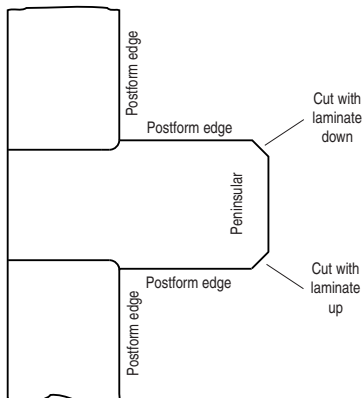 Postform edge
Cut with
laminate
down
Postform edge
Peninsular
Postform edge
Cut with
laminate
up
Postform edge